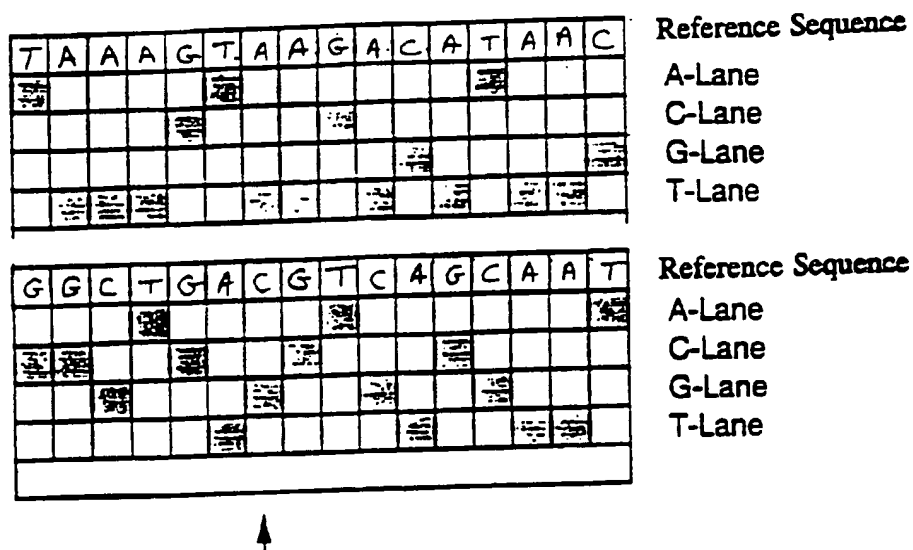 T A A A G T A A G A C A T A A C Reference Sequence
A-Lane
C-Lane
G-Lane
T-Lane
G G C T G A C G T C A G C A A T Reference Sequence
A-Lane
C-Lane
G-Lane
T-Lane